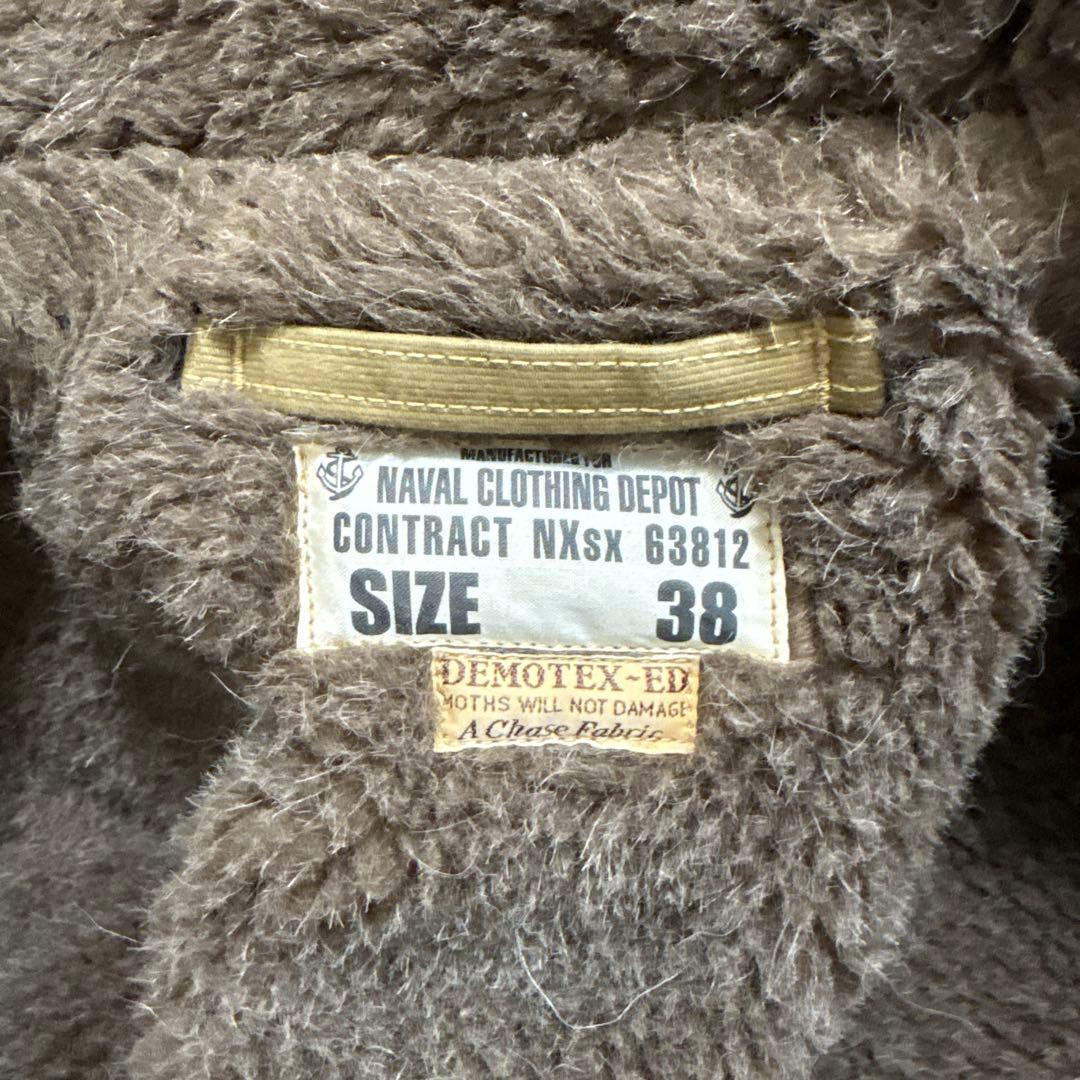 MANUFACTURED FOR
NAVAL CLOTHING DEPOT
CONTRACT NXsx 63812
SIZE 38
DEMOTEX-ED
MOTHS WILL NOT DAMAGE
A Chase Fabric